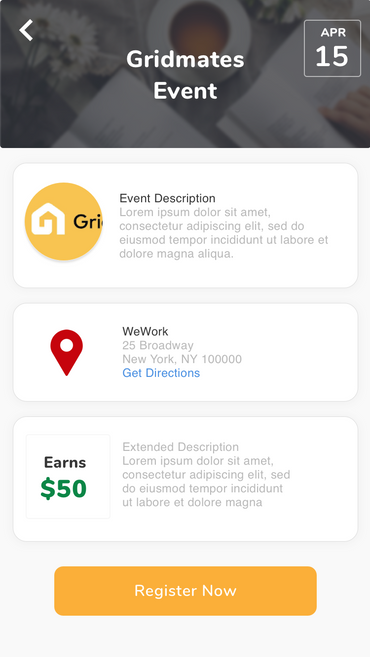 APR
15
Gridmates
Event
Gri
Event Description
Lorem ipsum dolor sit amet,
consectetur adipiscing elit, sed do
eiusmod tempor incididunt ut labore et
dolore magna aliqua.
WeWork
25 Broadway
New York, NY 100000
Get Directions
Earns
$50
Extended Description
Lorem ipsum dolor sit amet,
consectetur adipiscing elit, sed
do eiusmod tempor incididunt
ut labore et dolore magna
Register Now